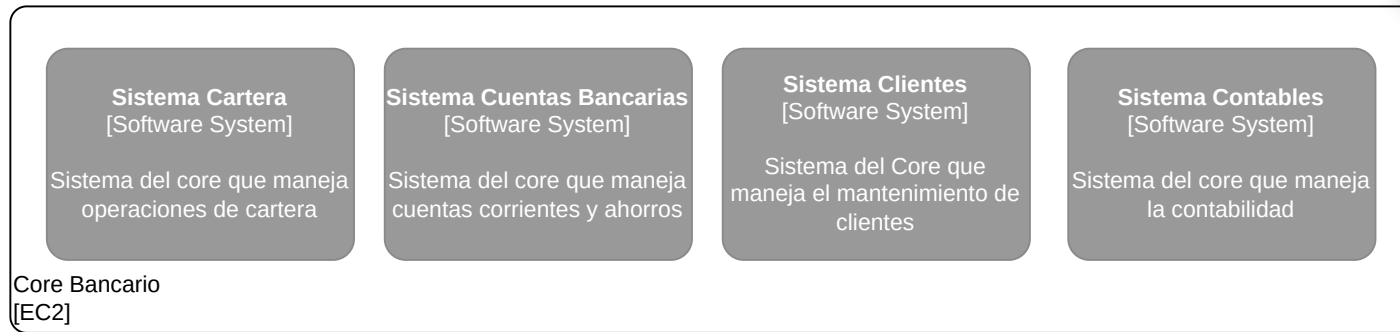 Sistema Cartera
[Software System]
Sistema del core que maneja
operaciones de cartera
Sistema Cuentas Bancarias
[Software System]
Sistema del core que maneja
cuentas corrientes y ahorros
Sistema Clientes
[Software System]
Sistema del Core que
maneja el mantenimiento de
clientes
Sistema Contables
[Software System]
Sistema del core que maneja
la contabilidad
Core Bancario
[EC2]